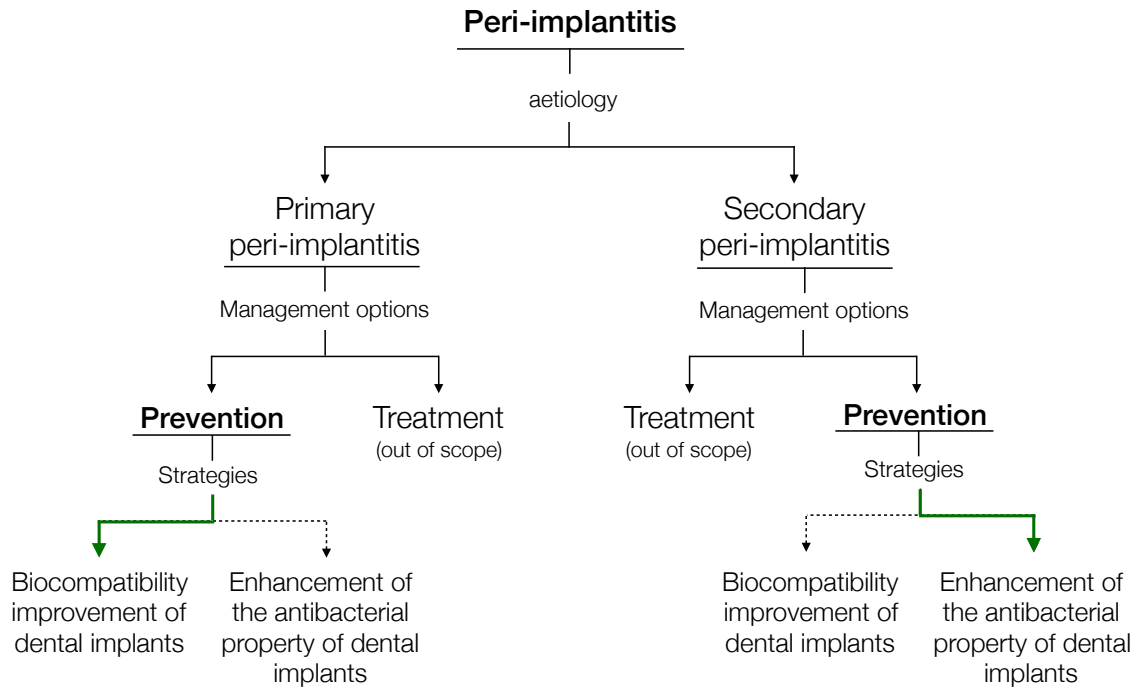 Peri-implantitis
aetiology
Primary
peri-implantitis
Secondary
peri-implantitis
Management options
Management options
Prevention
Treatment
(out of scope)
Treatment
(out of scope)
Prevention
Strategies
Strategies
Biocompatibility
improvement of
dental implants
Enhancement of
the antibacterial
property of dental
implants
Biocompatibility
improvement of
dental implants
Enhancement of
the antibacterial
property of dental
implants